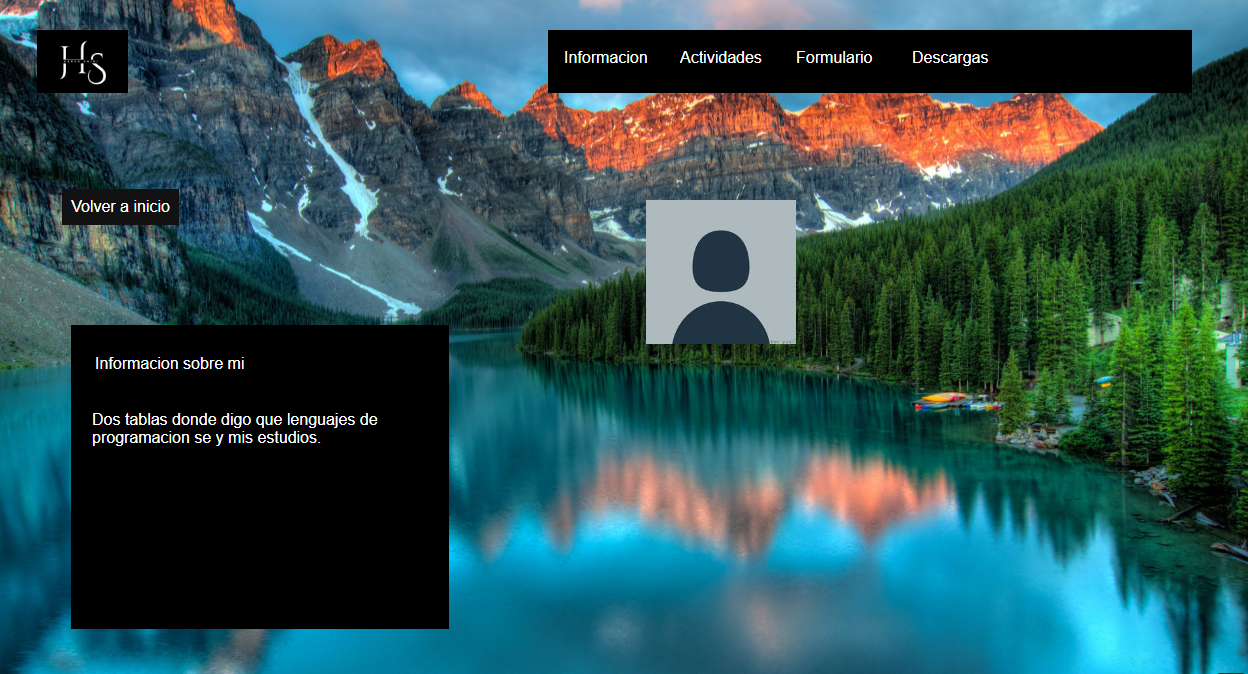 HS
Informacion Actividades Formulario Descargas
Volver a inicio
Informacion sobre mi
Dos tablas donde digo que lenguajes de
programacion se y mis estudios.